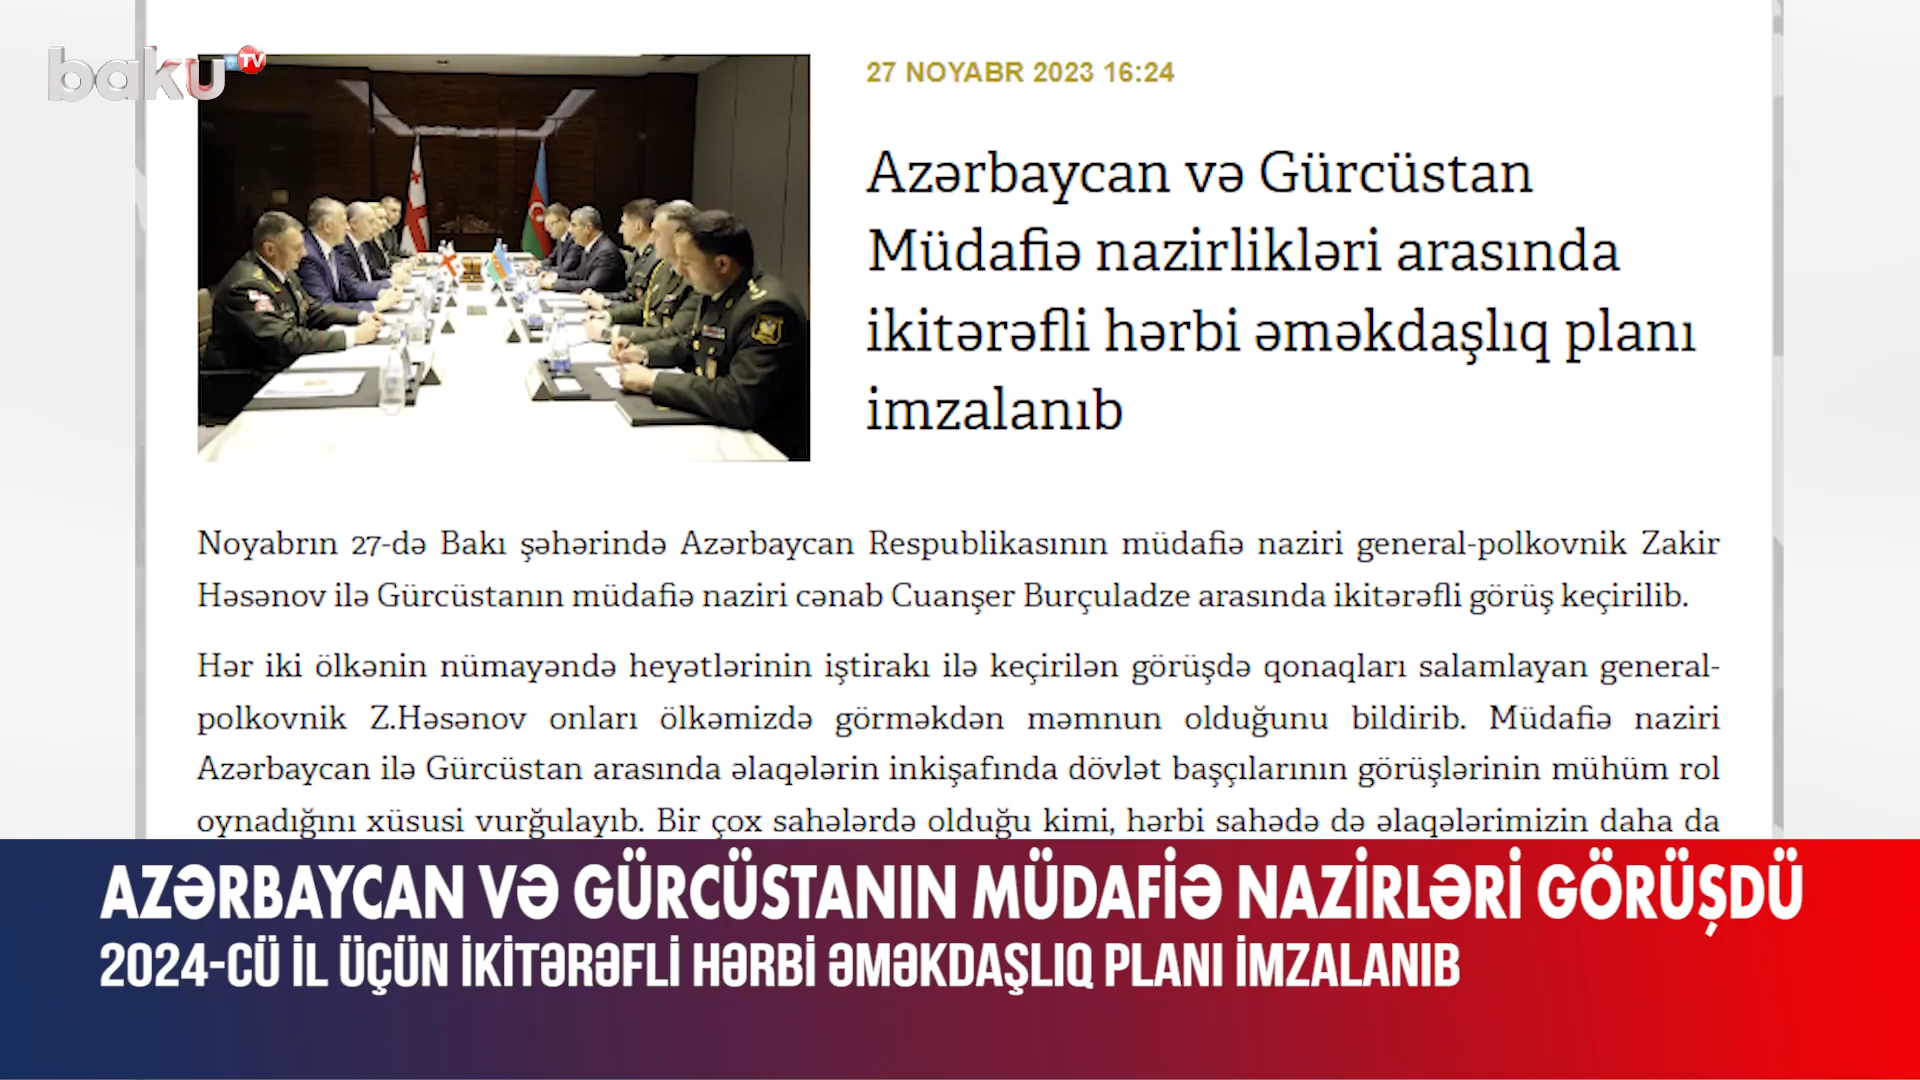 baku TV
27 NOYABR 2023 16:24
Azərbaycan və Gürcüstan
Müdafiə nazirlikləri arasında
ikitərəfli hərbi əməkdaşlıq planı
imzalanıb
Noyabrın 27-də Bakı şəhərində Azərbaycan Respublikasının müdafiə naziri general-polkovnik Zakir
Həsənov ilə Gürcüstanın müdafiə naziri cənab Cuanşer Burçuladze arasında ikitərəfli görüş keçirilib.
Hər iki ölkənin nümayəndə heyətlərinin iştirakı ilə keçirilən görüşdə qonaqları salamlayan general-
polkovnik Z.Həsənov onları ölkəmizdə görməkdən məmnun olduğunu bildirib. Müdafiə naziri
Azərbaycan ilə Gürcüstan arasında əlaqələrin inkişafında dövlət başçılarının görüşlərinin mühüm rol
oynadığını xüsusi vurğulayıb. Bir çox sahələrdə olduğu kimi, hərbi sahədə də əlaqələrimizin daha da
AZƏRBAYCAN VƏ GÜRCÜSTANIN MÜDAFİƏ NAZİRLƏRİ GÖRÜŞDÜ
2024-CÜ İL ÜÇÜN İKİTƏRƏFLİ HƏRBİ ƏMƏKDAŞLIQ PLANI İMZALANIB